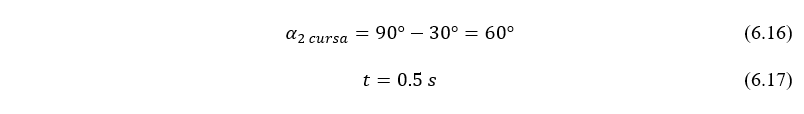 α₂ cursa = 90° − 30° = 60° (6.16)
t = 0.5 s (6.17)